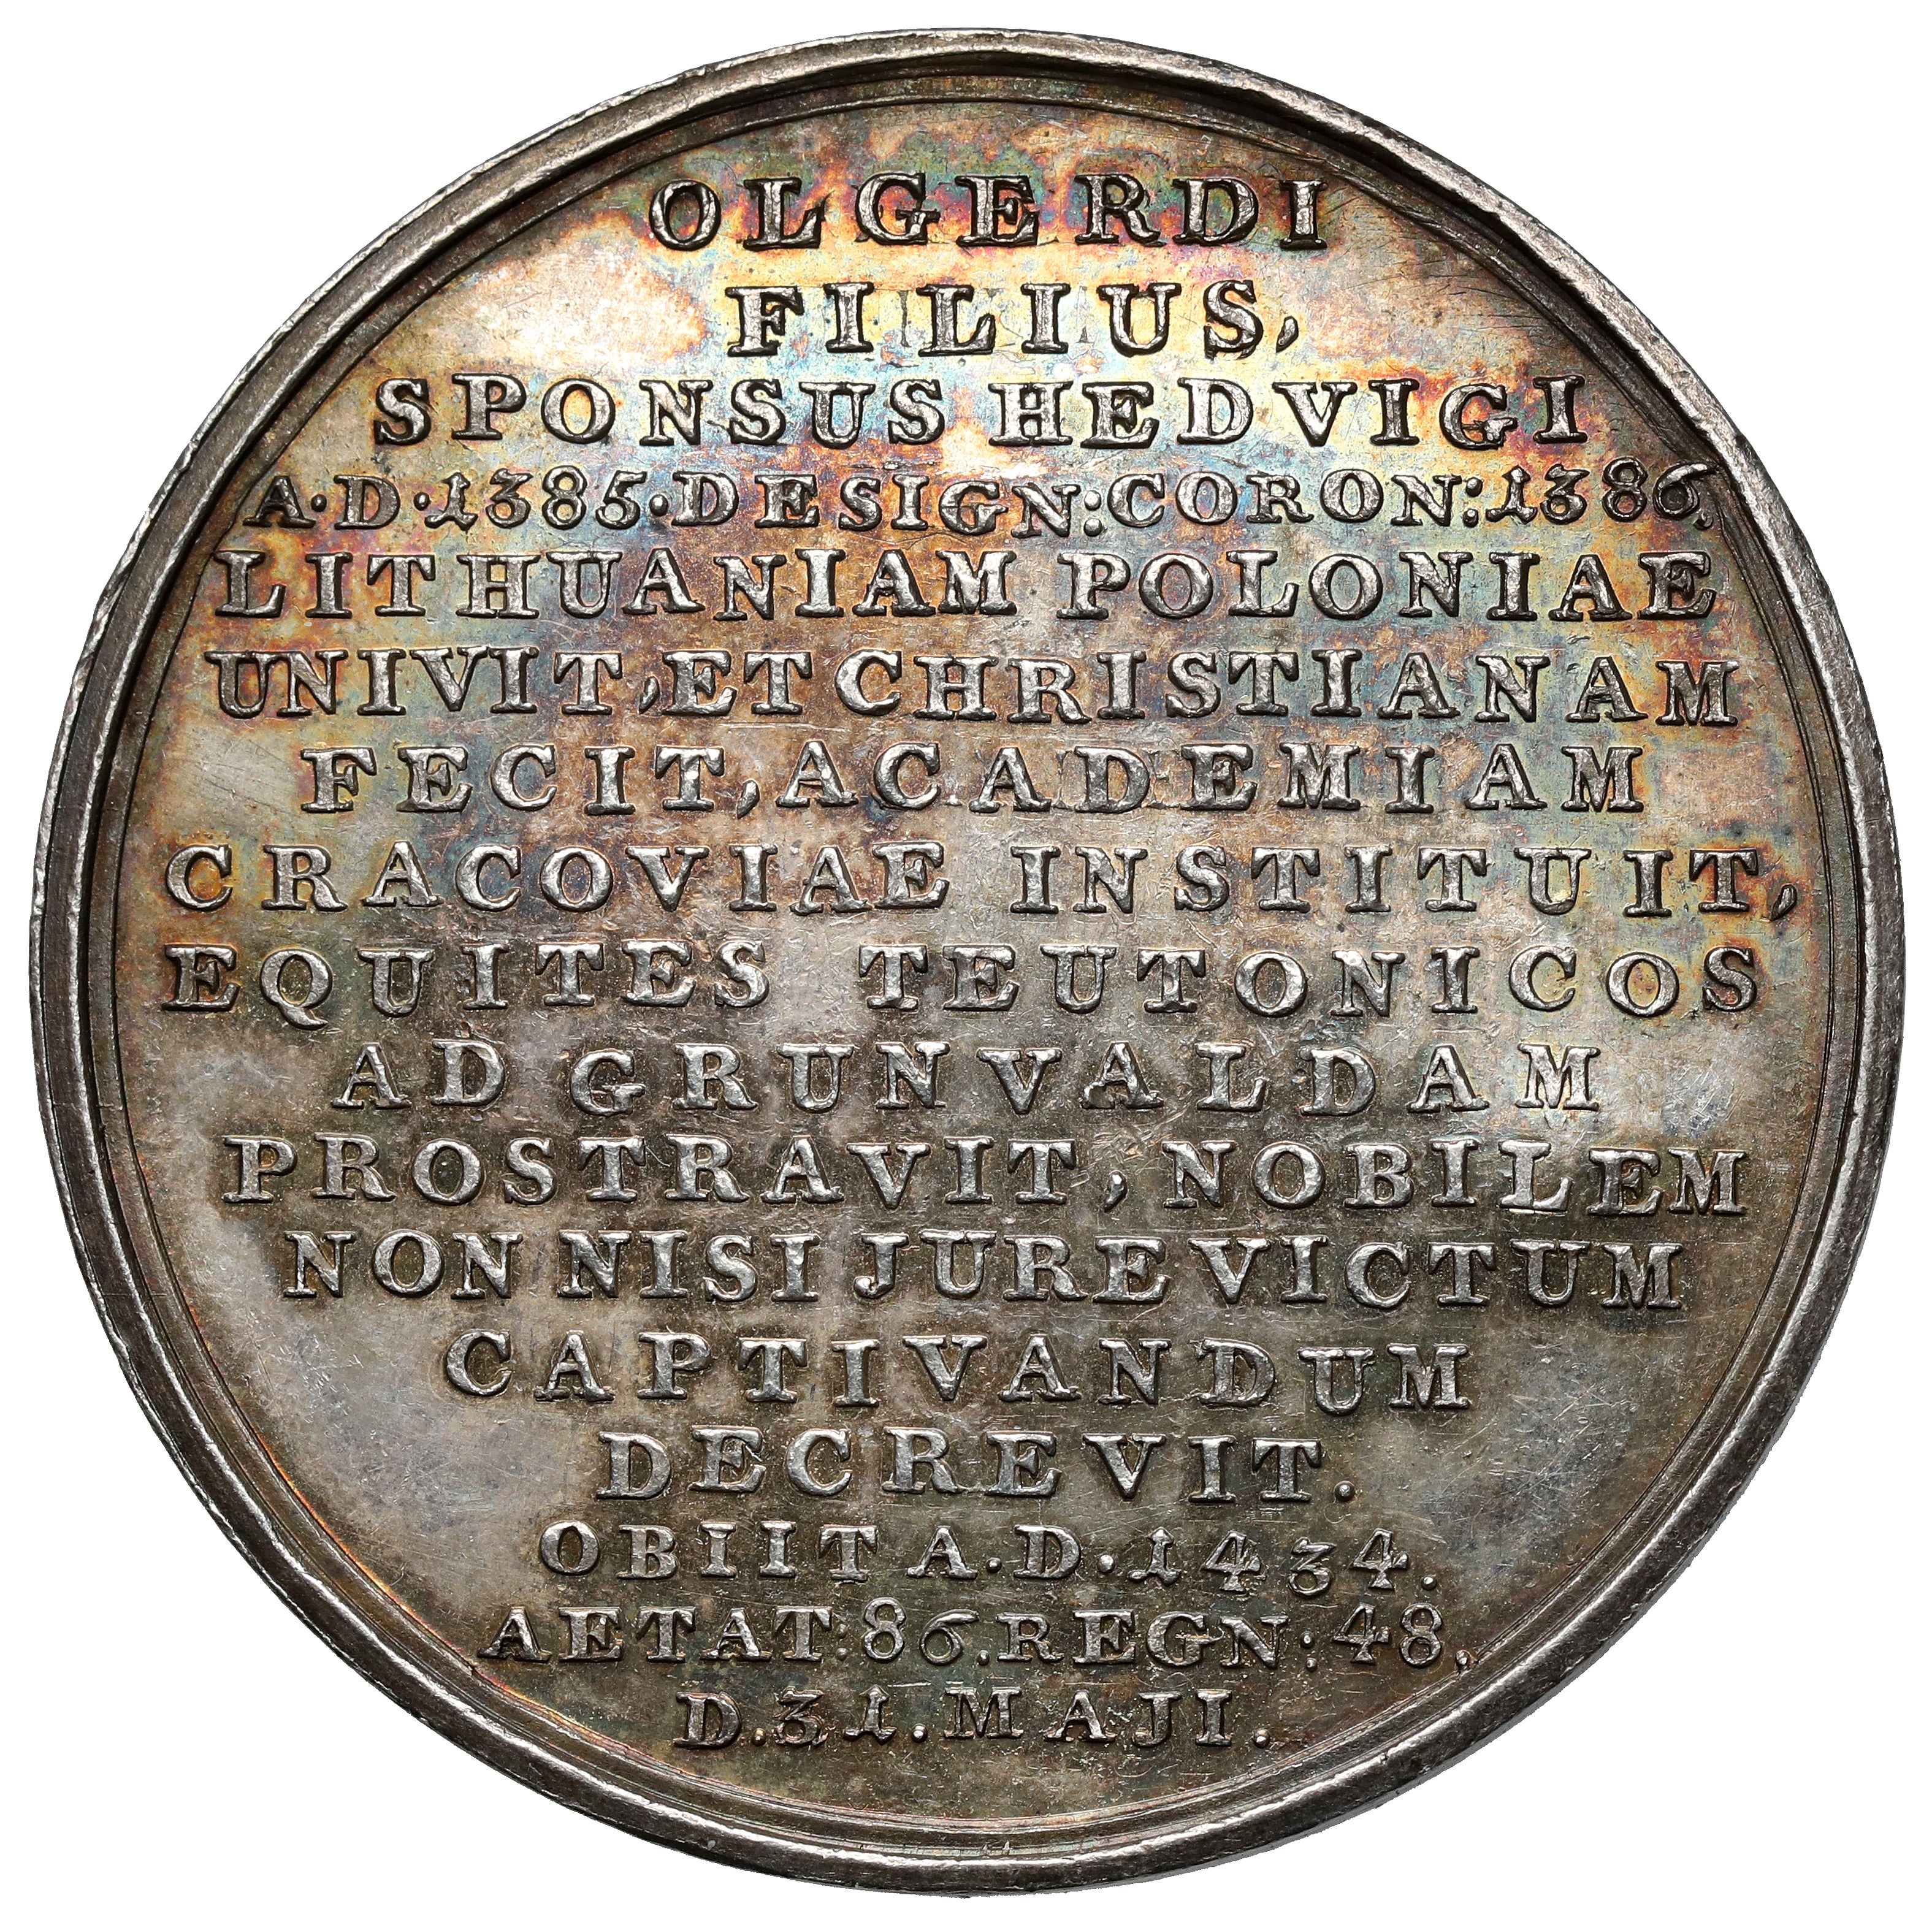 OLGERDI
FILIUS,
SPONSUS HEDVIGI
A·D·1385·DESIGN:CORON:1386.
LITHUANIAM POLONIAE
UNIVIT, ET CHRISTIANAM
FECIT, ACADEMIAM
CRACOVIAE INSTITUIT,
EQUITES TEUTONICOS
AD GRUNVALDAM
PROSTRAVIT, NOBILEM
NON NISI JURE VICTUM
CAPTIVANDUM
DECREVIT.
OBIIT A.D.1434.
AETAT:86.REGN:48.
D.31.MAJI.